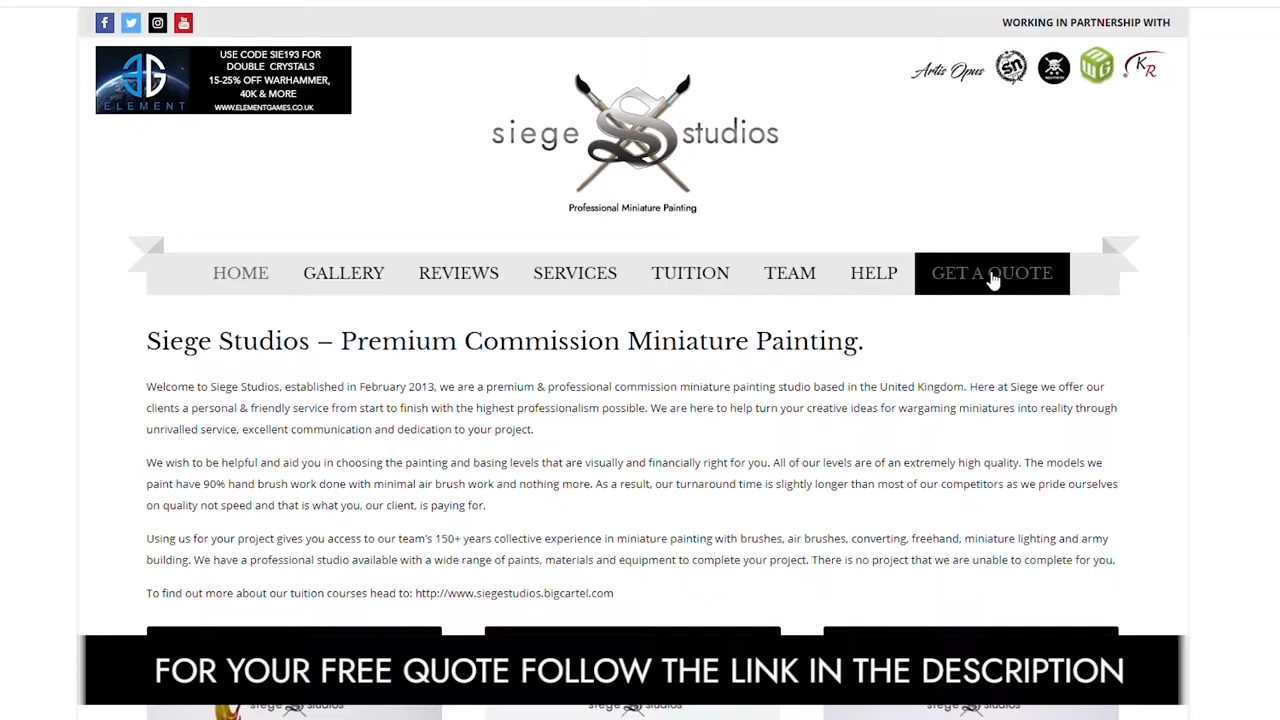 WORKING IN PARTNERSHIP WITH
USE CODE SIE193 FOR
DOUBLE CRYSTALS
15-25% OFF WARHAMMER,
40K & MORE
WWW.ELEMENTGAMES.CO.UK
ELEMENT
Artis Opus
KR
siege S studios
Professional Miniature Painting
HOME GALLERY REVIEWS SERVICES TUITION TEAM HELP GET A QUOTE
Siege Studios – Premium Commission Miniature Painting.
Welcome to Siege Studios, established in February 2013, we are a premium & professional commission miniature painting studio based in the United Kingdom. Here at Siege we offer our
clients a personal & friendly service from start to finish with the highest professionalism possible. We are here to help turn your creative ideas for wargaming miniatures into reality through
unrivalled service, excellent communication and dedication to your project.
We wish to be helpful and aid you in choosing the painting and basing levels that are visually and financially right for you. All of our levels are of an extremely high quality. The models we
paint have 90% hand brush work done with minimal air brush work and nothing more. As a result, our turnaround time is slightly longer than most of our competitors as we pride ourselves
on quality not speed and that is what you, our client, is paying for.
Using us for your project gives you access to our team's 150+ years collective experience in miniature painting with brushes, air brushes, converting, freehand, miniature lighting and army
building. We have a professional studio available with a wide range of paints, materials and equipment to complete your project. There is no project that we are unable to complete for you.
To find out more about our tuition courses head to: http://www.siegestudios.bigcartel.com
FOR YOUR FREE QUOTE FOLLOW THE LINK IN THE DESCRIPTION